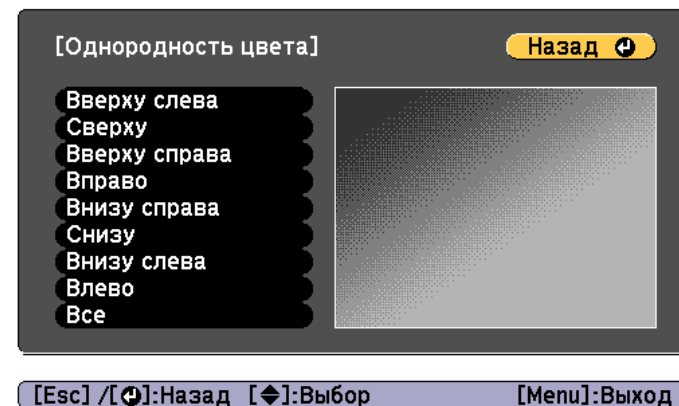 [Однородность цвета] Назад
Вверху слева
Сверху
Вверху справа
Вправо
Внизу справа
Снизу
Внизу слева
Влево
Все
[Esc] /[⏎]:Назад [◆]:Выбор [Menu]:Выход